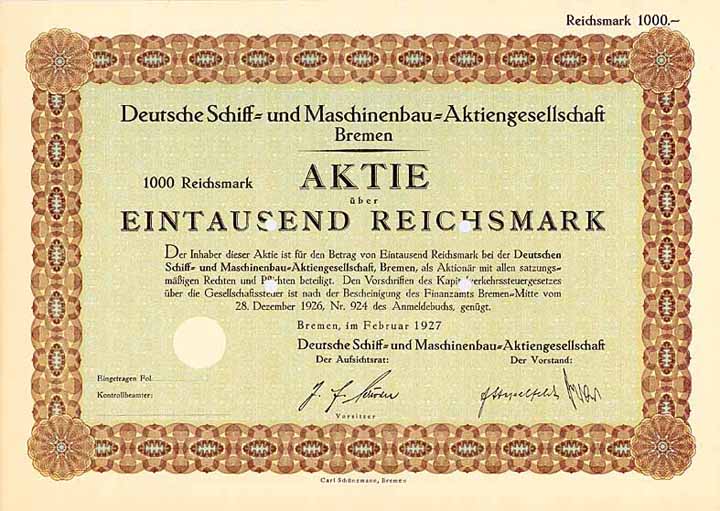 Reichsmark 1000.–
Deutsche Schiff= und Maschinenbau=Aktiengesellschaft
Bremen
1000 Reichsmark AKTIE
über
EINTAUSEND REICHSMARK
Der Inhaber dieser Aktie ist für den Betrag von Eintausend Reichsmark bei der Deutschen
Schiff= und Maschinenbau=Aktiengesellschaft, Bremen, als Aktionär mit allen satzungs=
mäßigen Rechten und Pflichten beteiligt. Den Vorschriften des Kapitalverkehrssteuergesetzes
über die Gesellschaftssteuer ist nach der Bescheinigung des Finanzamts Bremen=Mitte vom
28. Dezember 1926, Nr. 924 des Anmeldebuchs, genügt.
Bremen, im Februar 1927
Deutsche Schiff= und Maschinenbau=Aktiengesellschaft
Der Aufsichtsrat: Der Vorstand:
Eingetragen Fol.
Kontrollbeamter:
Vorsitzer
Carl Schünemann, Bremen